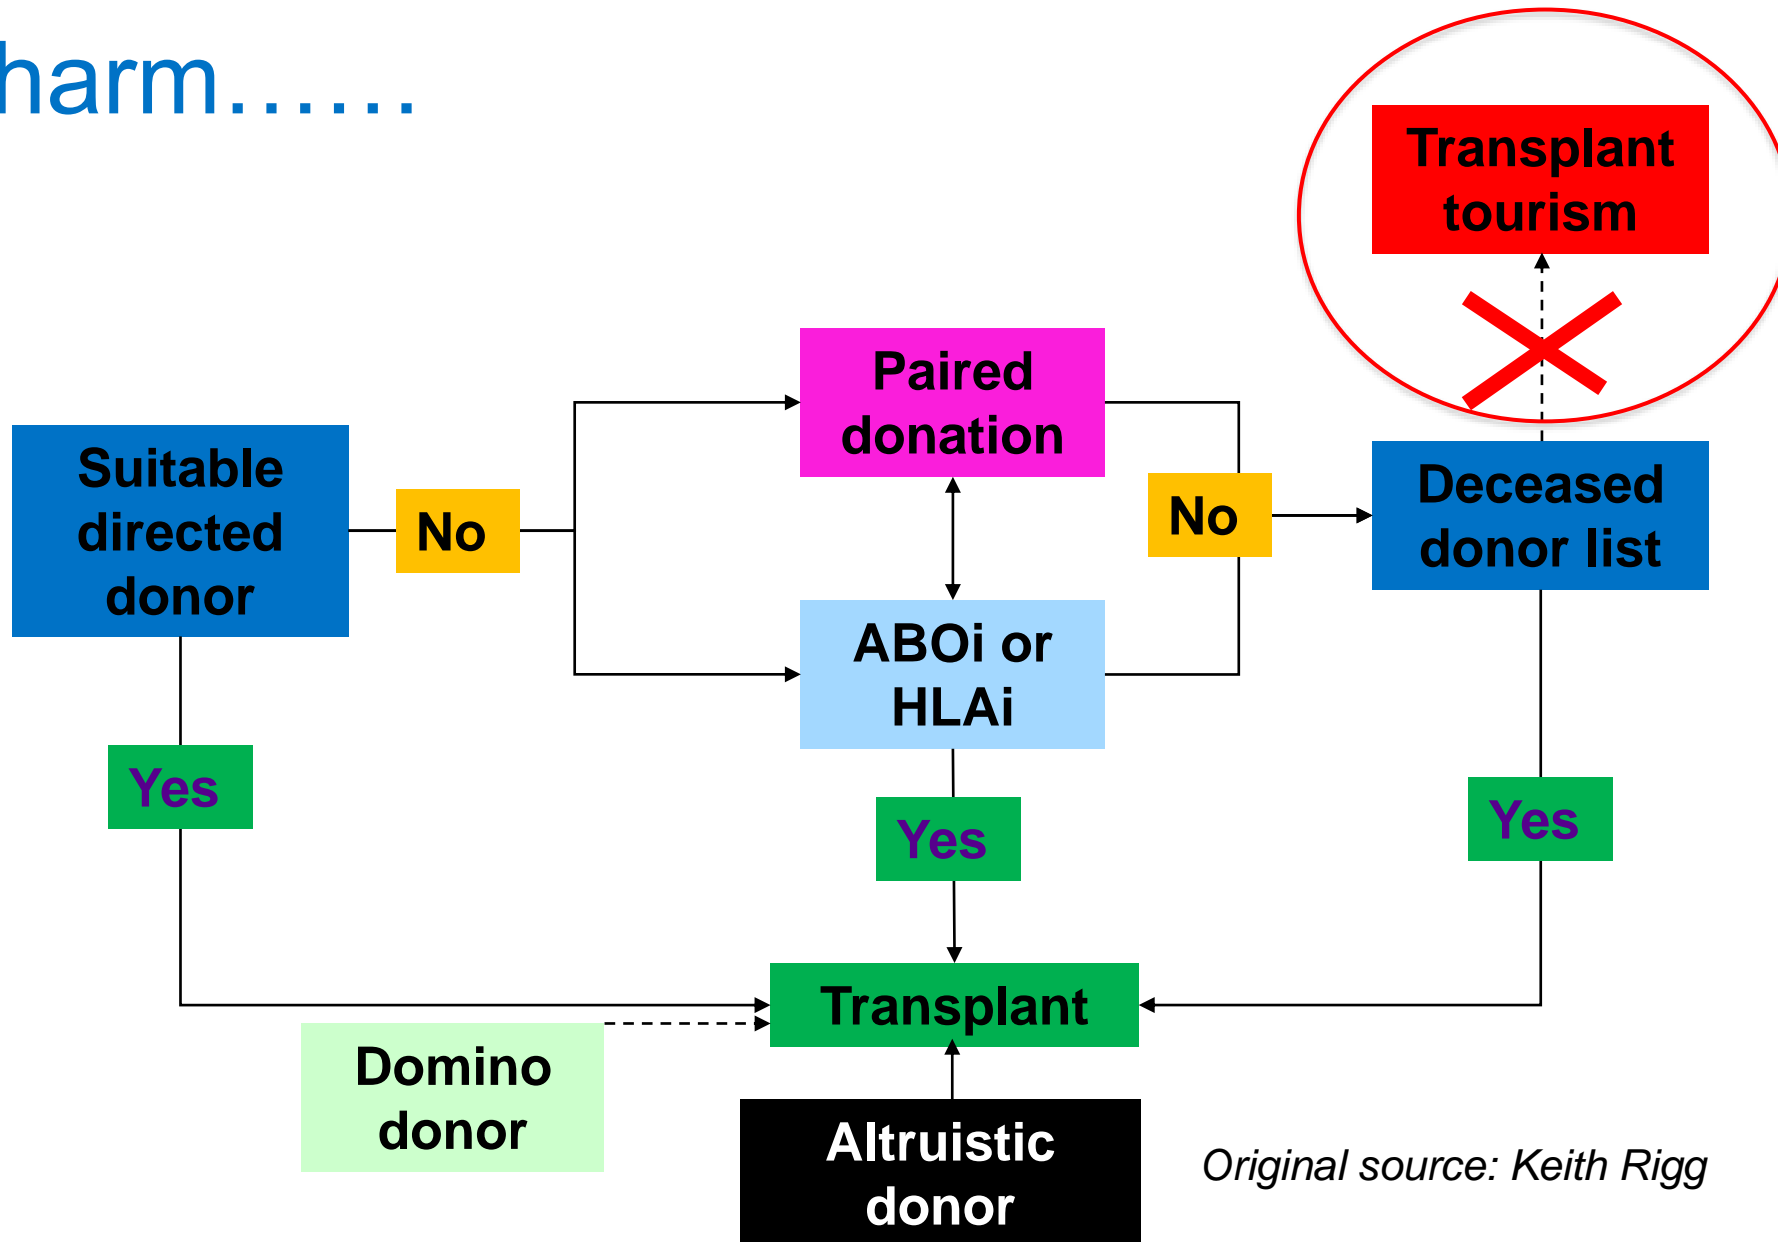 harm……
Transplant
tourism
Paired
donation
Suitable
directed
donor
No
No
Deceased
donor list
ABOi or
HLAi
Yes
Yes
Yes
Transplant
Domino
donor
Altruistic
donor
Original source: Keith Rigg